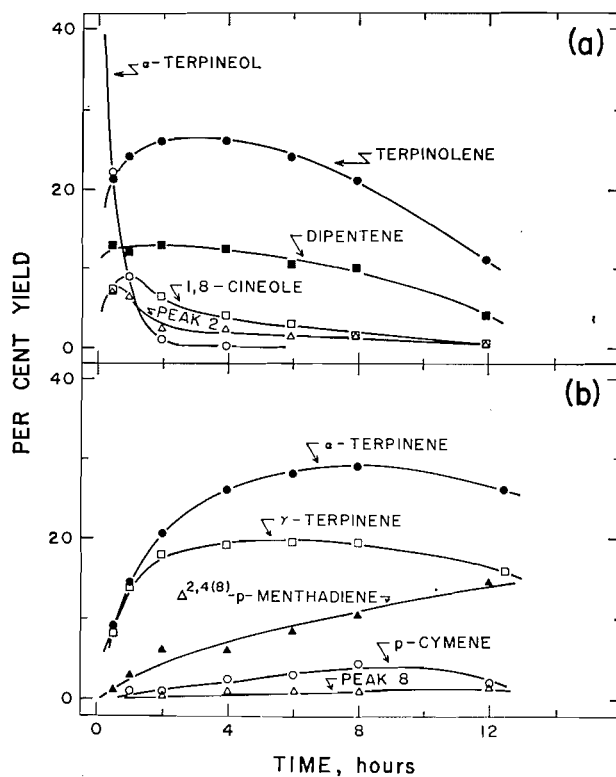 (a)
40
α-TERPINEOL
TERPINOLENE
20
DIPENTENE
1,8-CINEOLE
PEAK 2
0
PER CENT YIELD
(b)
40
α-TERPINENE
γ-TERPINENE
20
Δ2,4(8)-p-MENTHADIENE
p-CYMENE
PEAK 8
0
0 4 8 12
TIME, hours